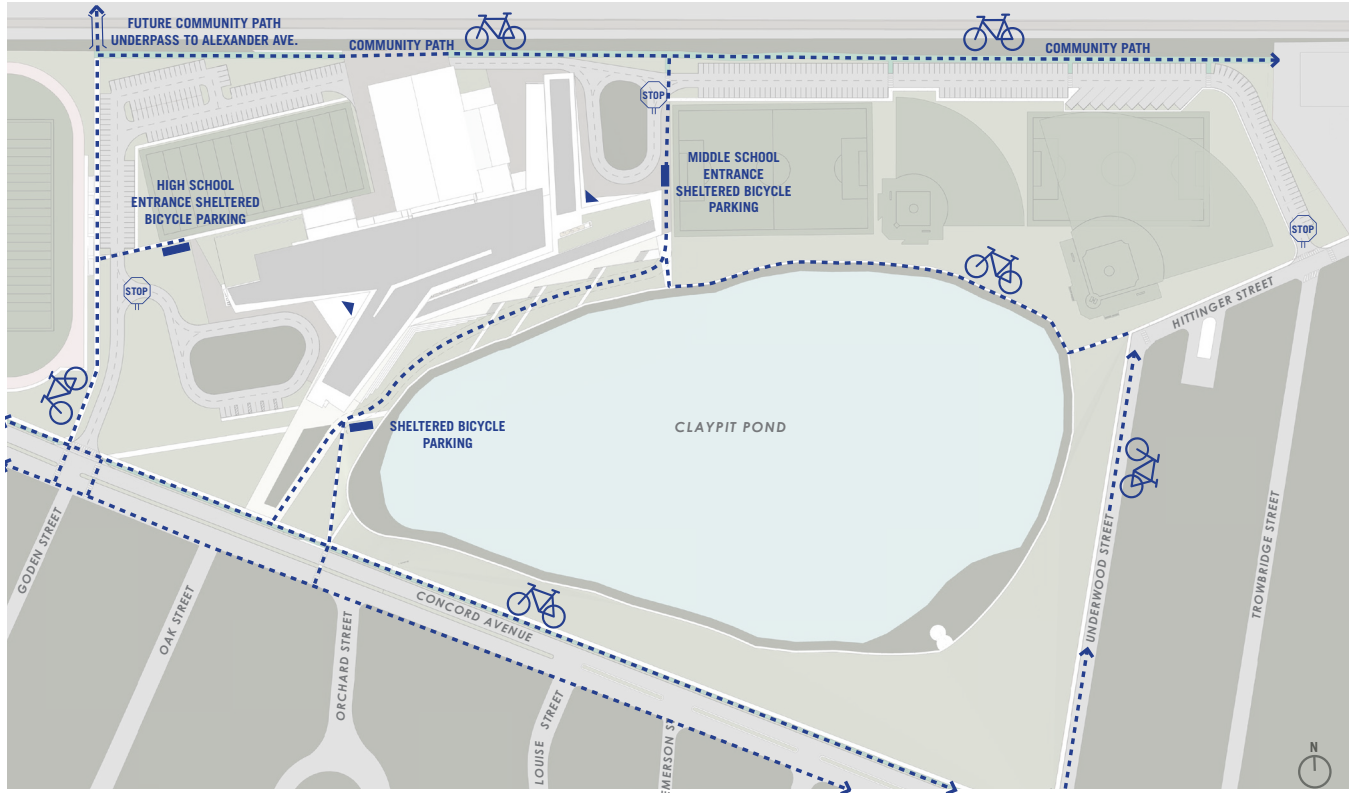 FUTURE COMMUNITY PATH
UNDERPASS TO ALEXANDER AVE.
COMMUNITY PATH
COMMUNITY PATH
STOP
MIDDLE SCHOOL
ENTRANCE
SHELTERED BICYCLE
PARKING
HIGH SCHOOL
ENTRANCE SHELTERED
BICYCLE PARKING
STOP
STOP
HITTINGER STREET
SHELTERED BICYCLE
PARKING
CLAYPIT POND
GODEN STREET
OAK STREET
ORCHARD STREET
CONCORD AVENUE
LOUISE STREET
EMERSON S
UNDERWOOD STREET
TROWBRIDGE STREET
N